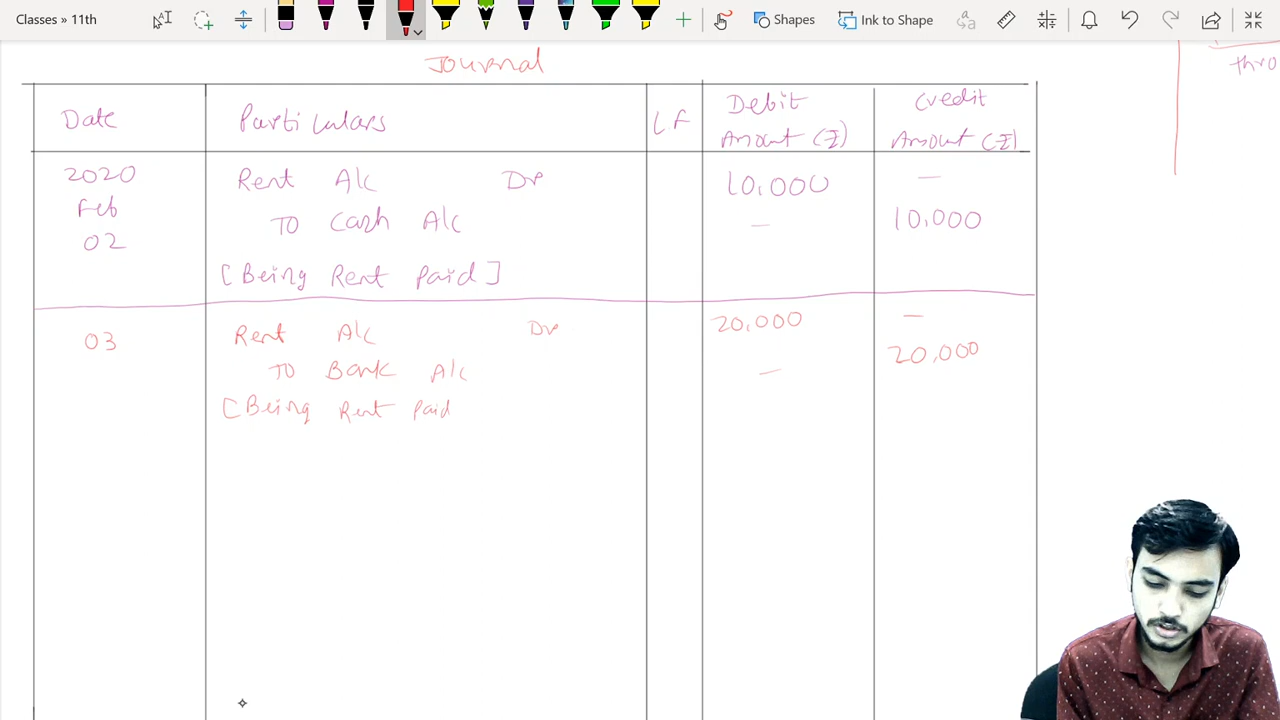 Classes » 11th
Shapes
Ink to Shape
Journal
thro
Date
Particulars
LF
Debit
Amount (₹)
Credit
Amount (₹)
2020
Feb
02
Rent A/c Dr
10,000
—
To Cash A/c
—
10,000
[Being Rent Paid]
03
Rent A/c Dr
20,000
—
To Bank A/c
—
20,000
[Being Rent Paid